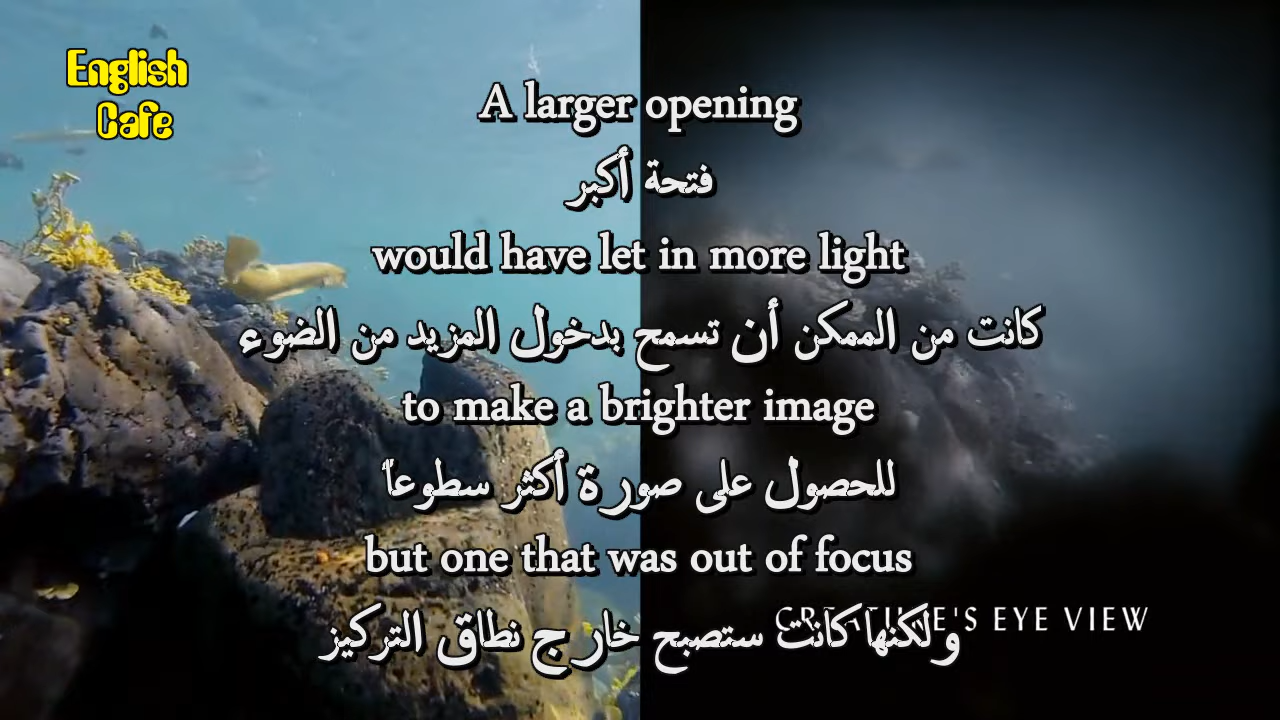 English
Cafe
A larger opening
فتحة أكبر
would have let in more light
كانت من الممكن أن تسمح بدخول المزيد من الضوء
to make a brighter image
للحصول على صورة أكثر سطوعاً
but one that was out of focus
ولكنها كانت ستصبح خارج نطاق التركيز
CREATURE'S EYE VIEW